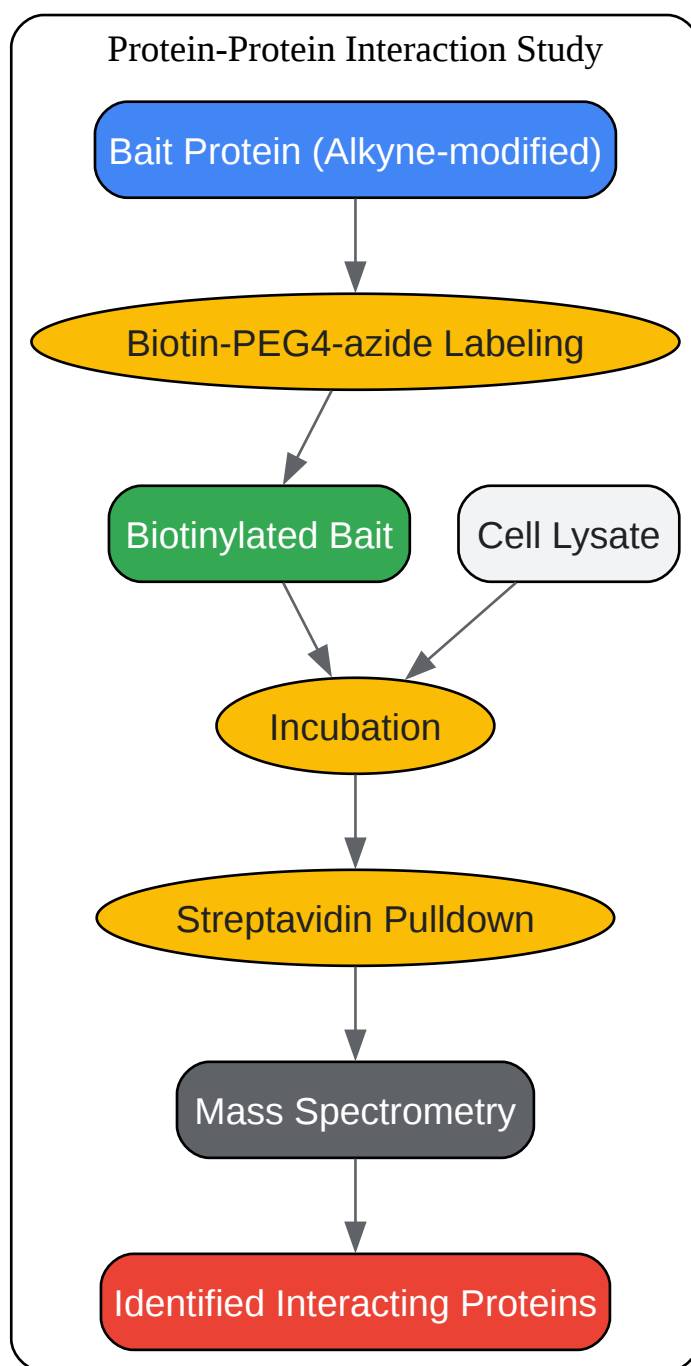 Protein-Protein Interaction Study
Bait Protein (Alkyne-modified)
Biotin-PEG4-azide Labeling
Biotinylated Bait
Cell Lysate
Incubation
Streptavidin Pulldown
Mass Spectrometry
Identified Interacting Proteins